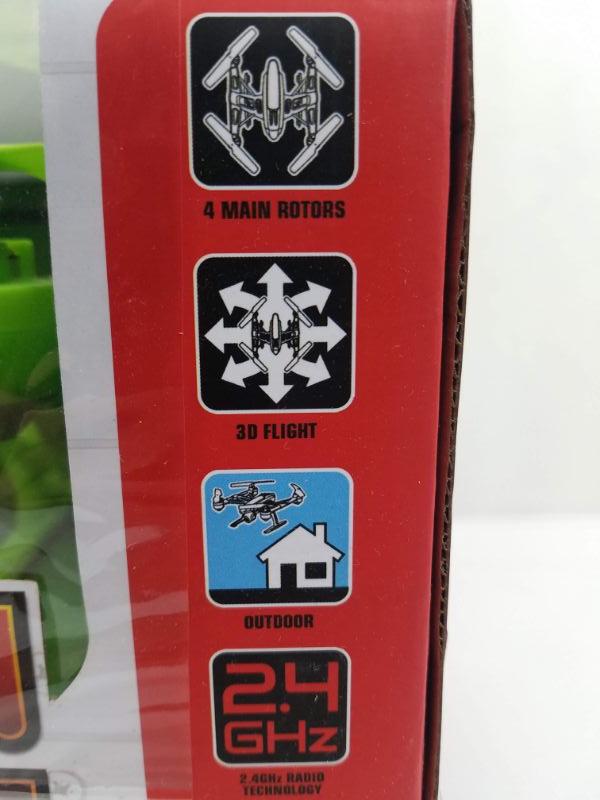 4 MAIN ROTORS
3D FLIGHT
OUTDOOR
2.4
GHz
2.4GHz RADIO
TECHNOLOGY